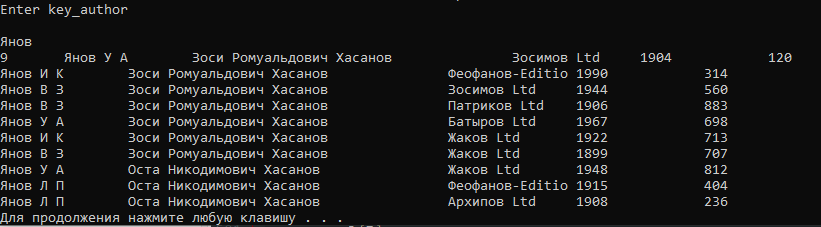 Enter key_author
Янов
9 Янов У А Зоси Ромуальдович Хасанов Зосимов Ltd 1904 120
Янов И К Зоси Ромуальдович Хасанов Феофанов-Editio 1990 314
Янов В З Зоси Ромуальдович Хасанов Зосимов Ltd 1944 560
Янов В З Зоси Ромуальдович Хасанов Патриков Ltd 1906 883
Янов У А Зоси Ромуальдович Хасанов Батыров Ltd 1967 698
Янов И К Зоси Ромуальдович Хасанов Жаков Ltd 1922 713
Янов В З Зоси Ромуальдович Хасанов Жаков Ltd 1899 707
Янов У А Оста Никодимович Хасанов Жаков Ltd 1948 812
Янов Л П Оста Никодимович Хасанов Феофанов-Editio 1915 404
Янов Л П Оста Никодимович Хасанов Архипов Ltd 1908 236
Для продолжения нажмите любую клавишу . . .